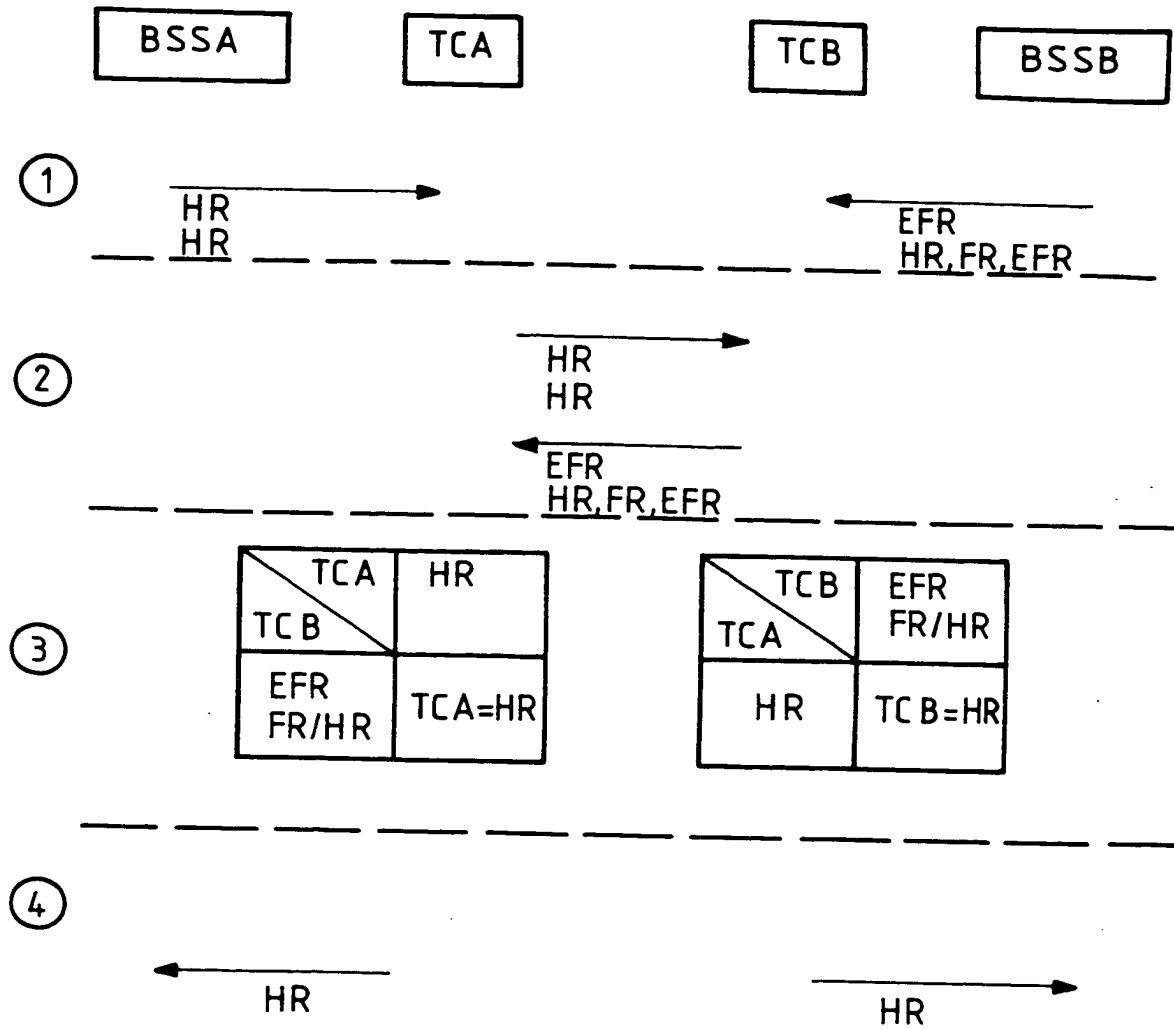 BSSA
TCA
TCB
BSSB
1
HR
HR
EFR
HR,FR,EFR
2
HR
HR
EFR
HR,FR,EFR
3
TCA
TCB
HR
EFR
FR/HR
TCA=HR
TCB
TCA
EFR
FR/HR
HR
TCB=HR
4
HR
HR